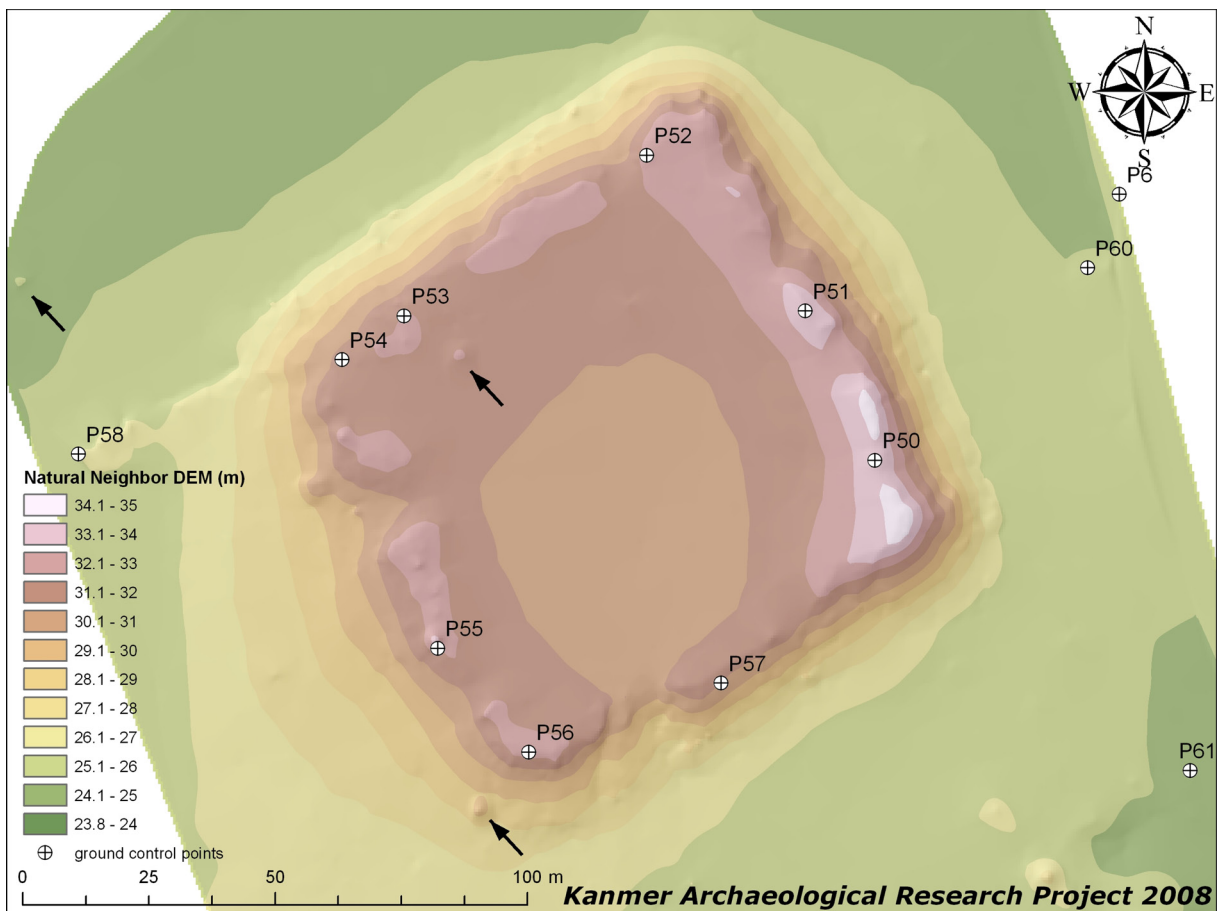 N
W E
S
P52
P6
P60
P53
P51
P54
P58
P50
Natural Neighbor DEM (m)
34.1 - 35
33.1 - 34
32.1 - 33
31.1 - 32
30.1 - 31
29.1 - 30
28.1 - 29
27.1 - 28
26.1 - 27
25.1 - 26
24.1 - 25
23.8 - 24
ground control points
P55
P57
P56
P61
0 25 50 100 m
Kanmer Archaeological Research Project 2008